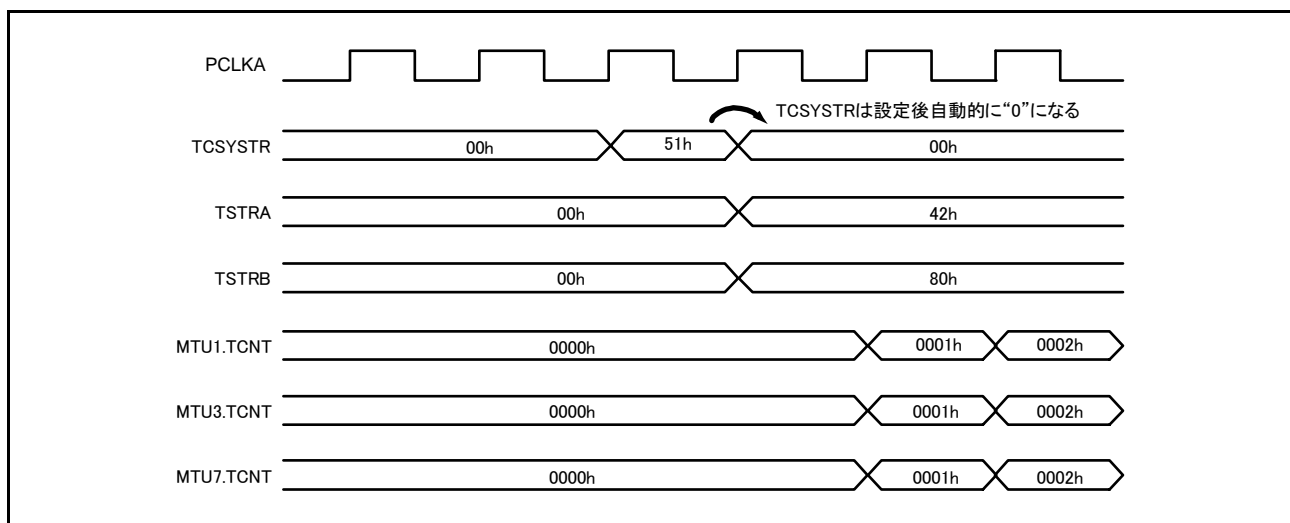 PCLKA
TCSYSTRは設定後自動的に“0”になる
TCSYSTR 00h 51h 00h
TSTRA 00h 42h
TSTRB 00h 80h
MTU1.TCNT 0000h 0001h 0002h
MTU3.TCNT 0000h 0001h 0002h
MTU7.TCNT 0000h 0001h 0002h